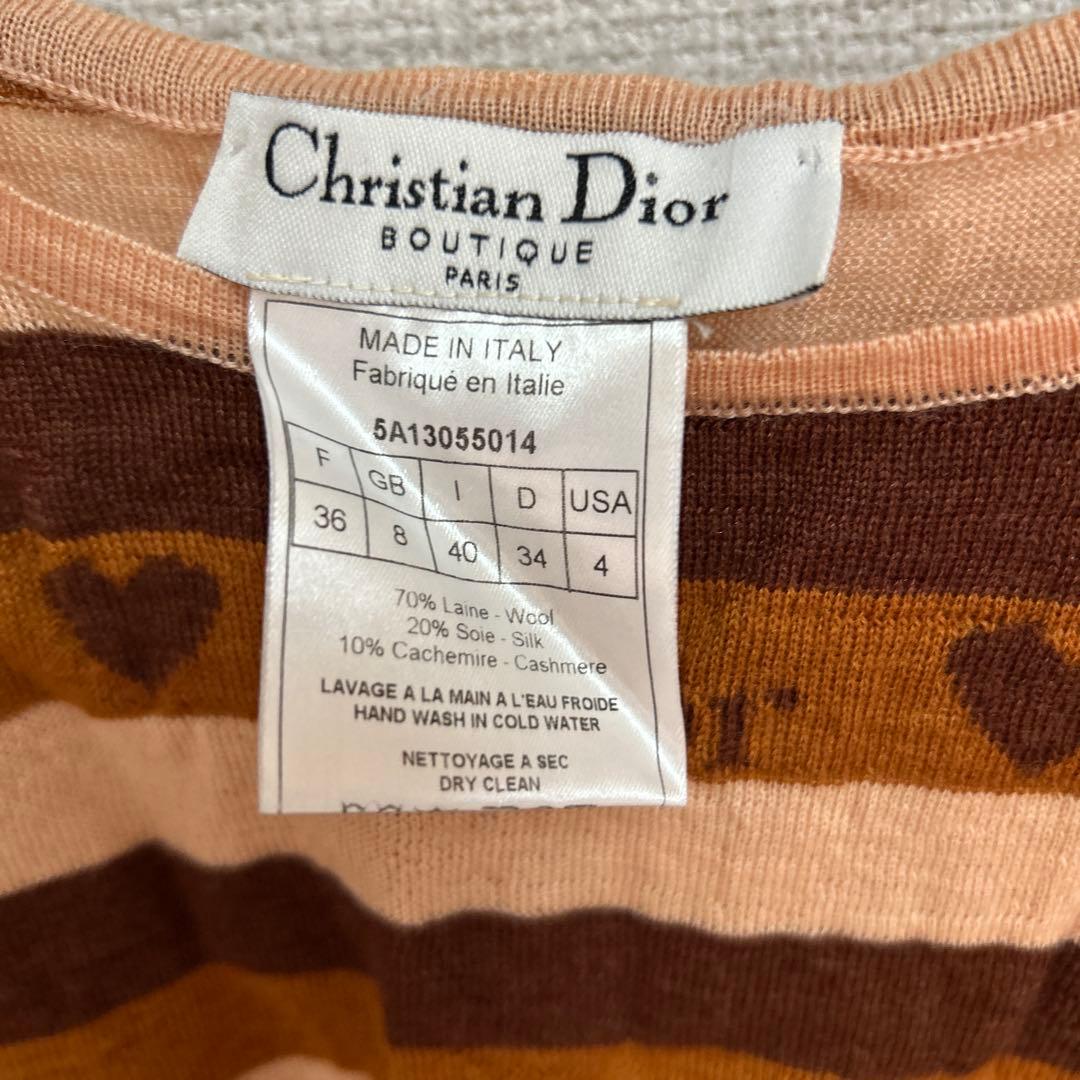 Christian Dior
BOUTIQUE
PARIS
MADE IN ITALY
Fabriqué en Italie
5A13055014
F GB I D USA
36 8 40 34 4
70% Laine - Wool
20% Soie - Silk
10% Cachemire - Cashmere
LAVAGE A LA MAIN A L'EAU FROIDE
HAND WASH IN COLD WATER
NETTOYAGE A SEC
DRY CLEAN